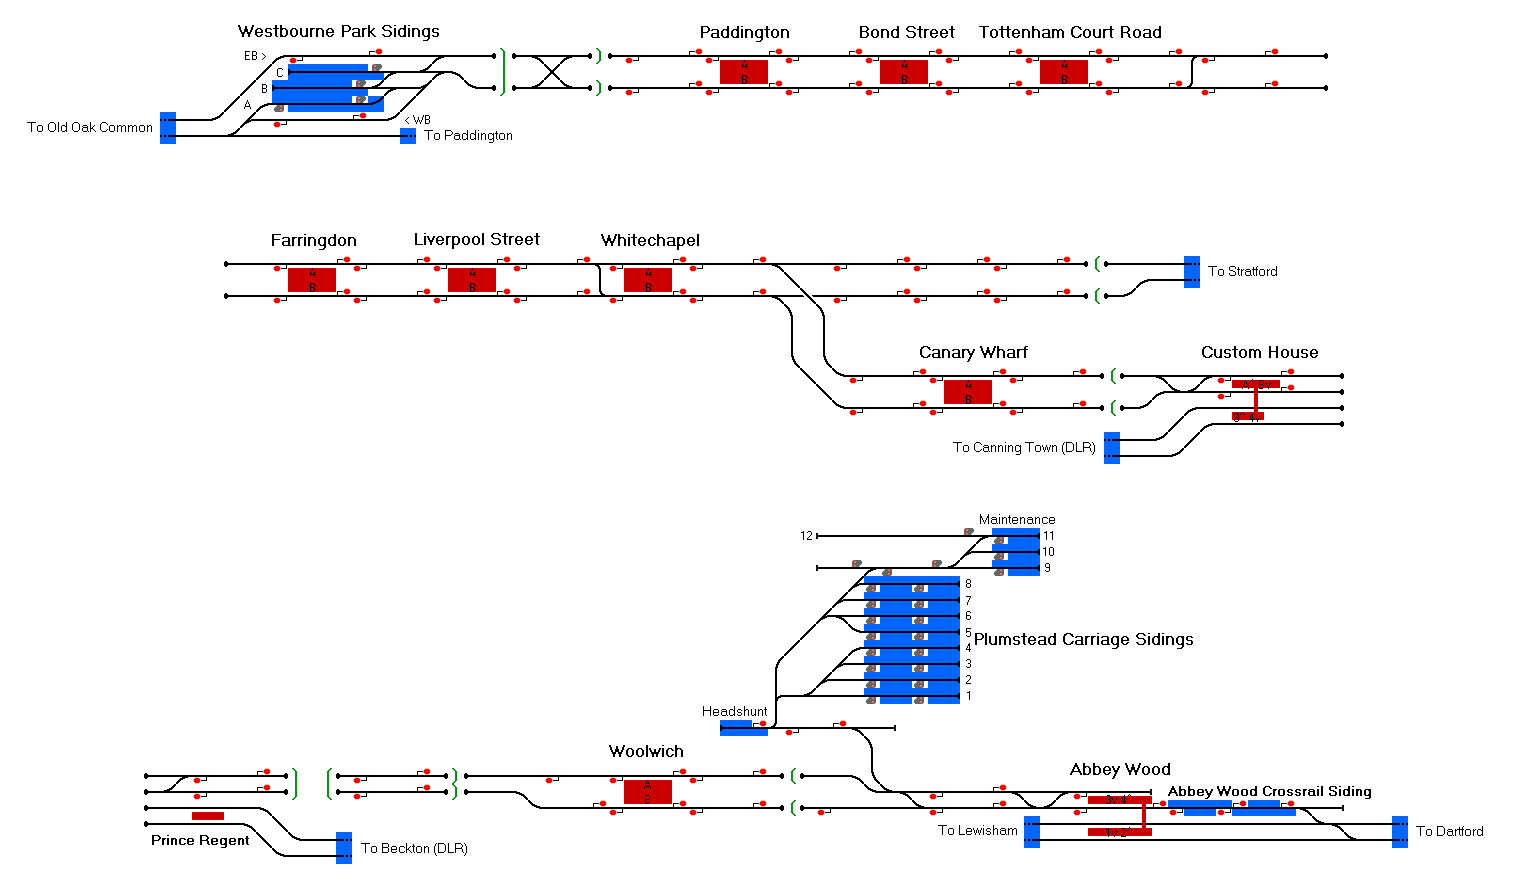 Westbourne Park Sidings
Paddington
Bond Street
Tottenham Court Road
EB >
C
B
A
< WB
To Old Oak Common
To Paddington
A
B
A
B
A
B
Farringdon
Liverpool Street
Whitechapel
A
B
A
B
A
B
To Stratford
Canary Wharf
Custom House
A
B
A^ Bv
3^ 4v
To Canning Town (DLR)
Maintenance
12
11
10
9
8
7
6
5
4
3
2
1
Plumstead Carriage Sidings
Headshunt
Woolwich
A
B
Abbey Wood
Abbey Wood Crossrail Siding
3v 4^
1v 2^
To Lewisham
To Dartford
Prince Regent
To Beckton (DLR)